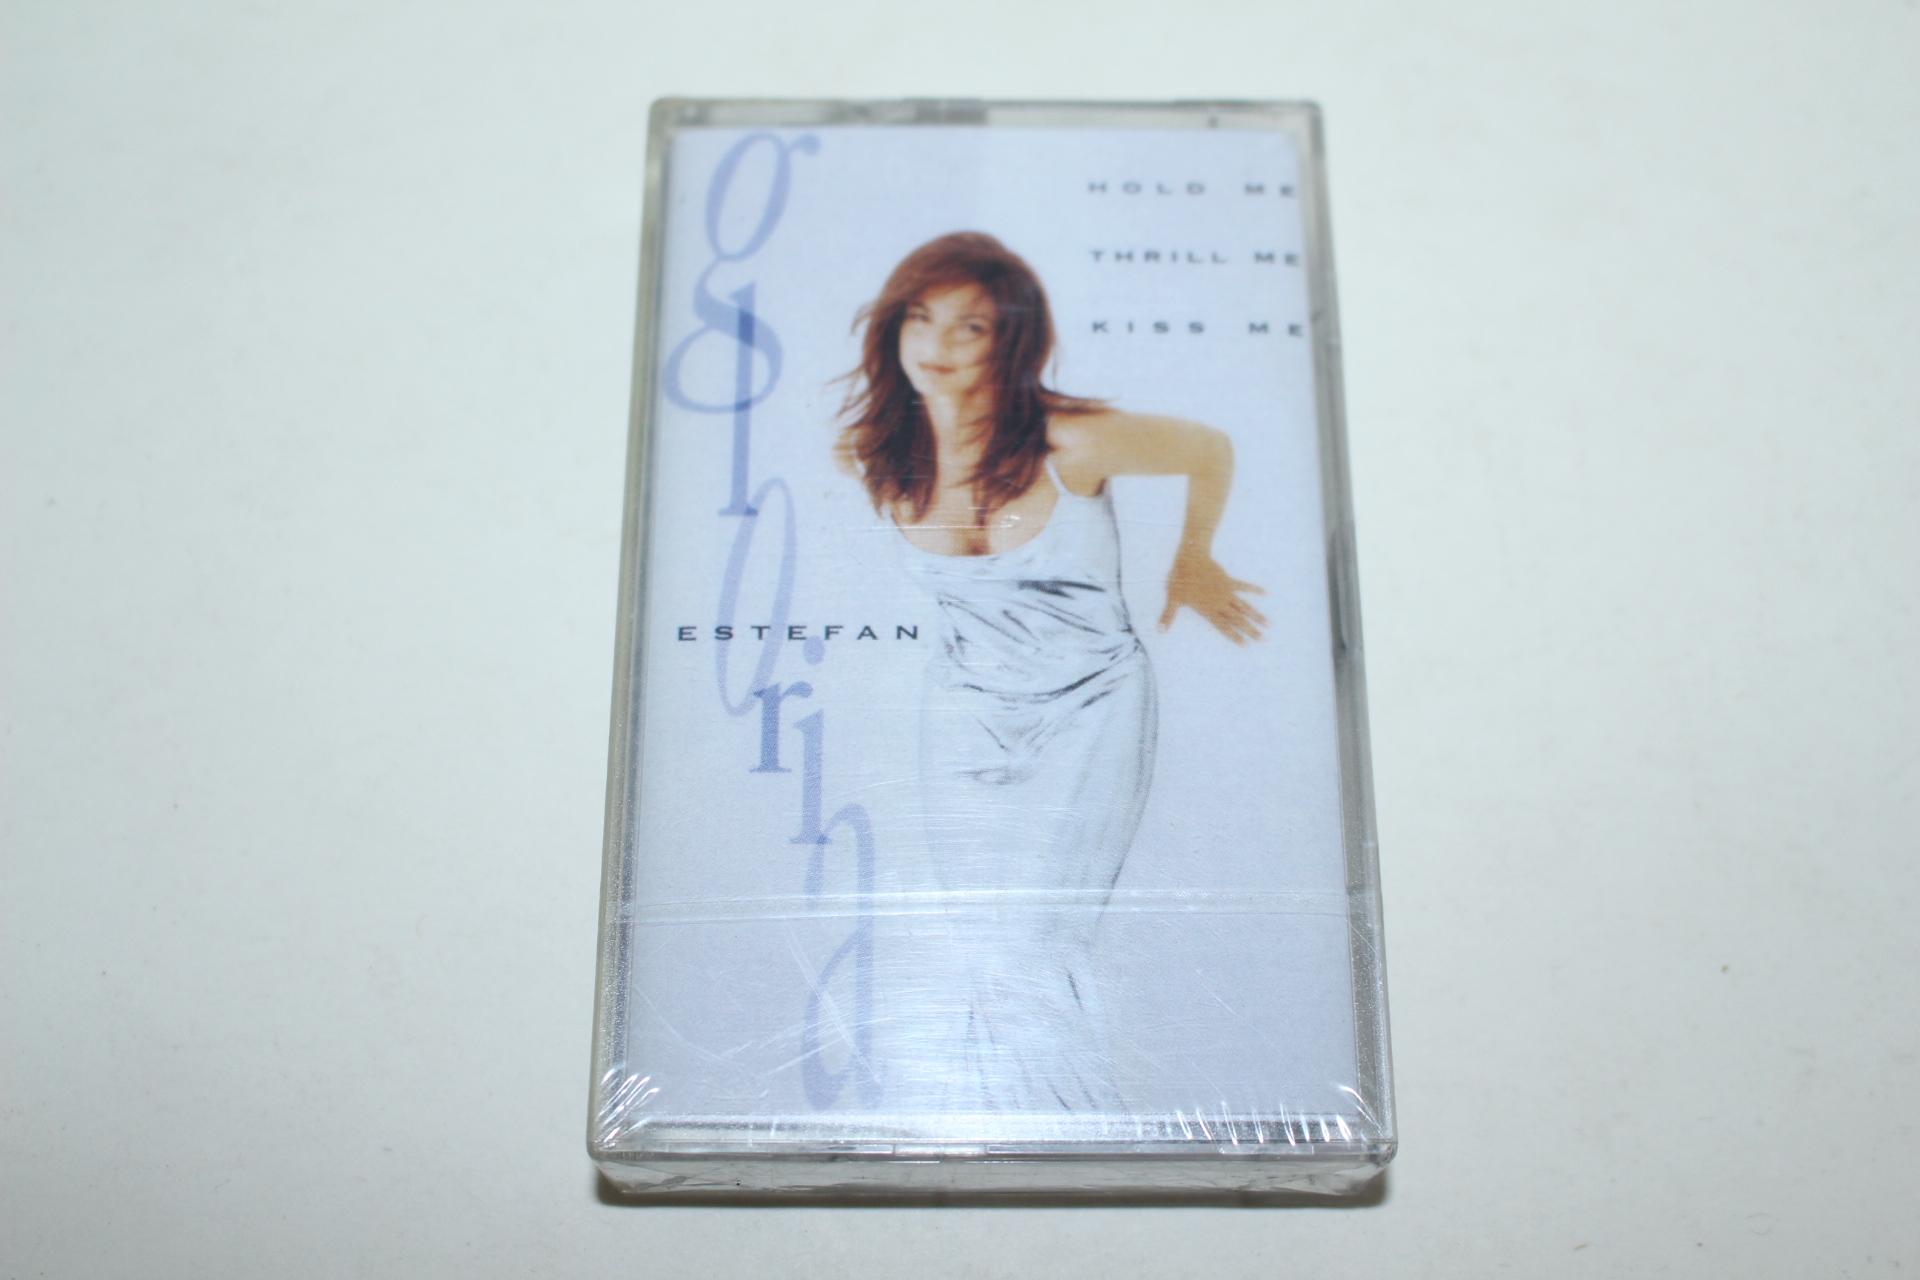 gloria
HOLD ME
THRILL ME
KISS ME
ESTEFAN